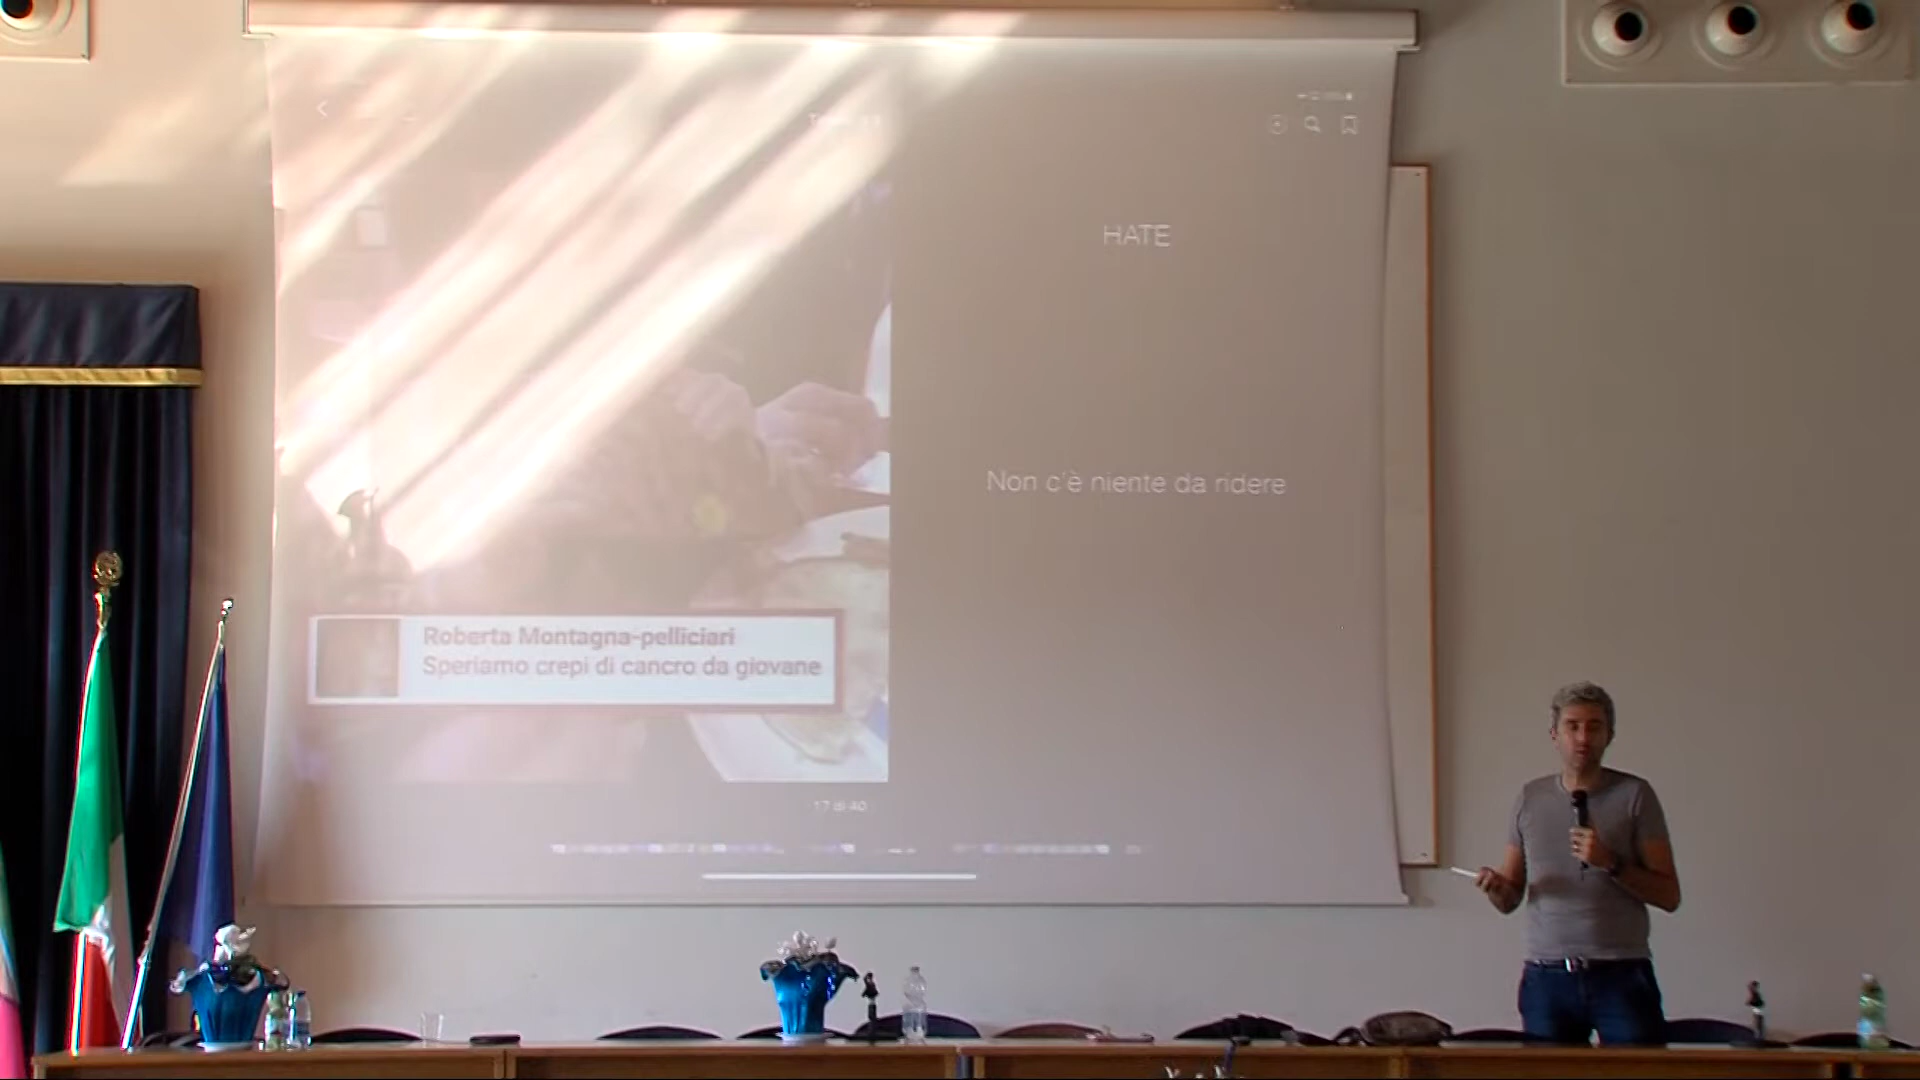 HATE
Non c'è niente da ridere
Roberta Montagna-pelliciari
Speriamo crepi di cancro da giovane
17 di 40